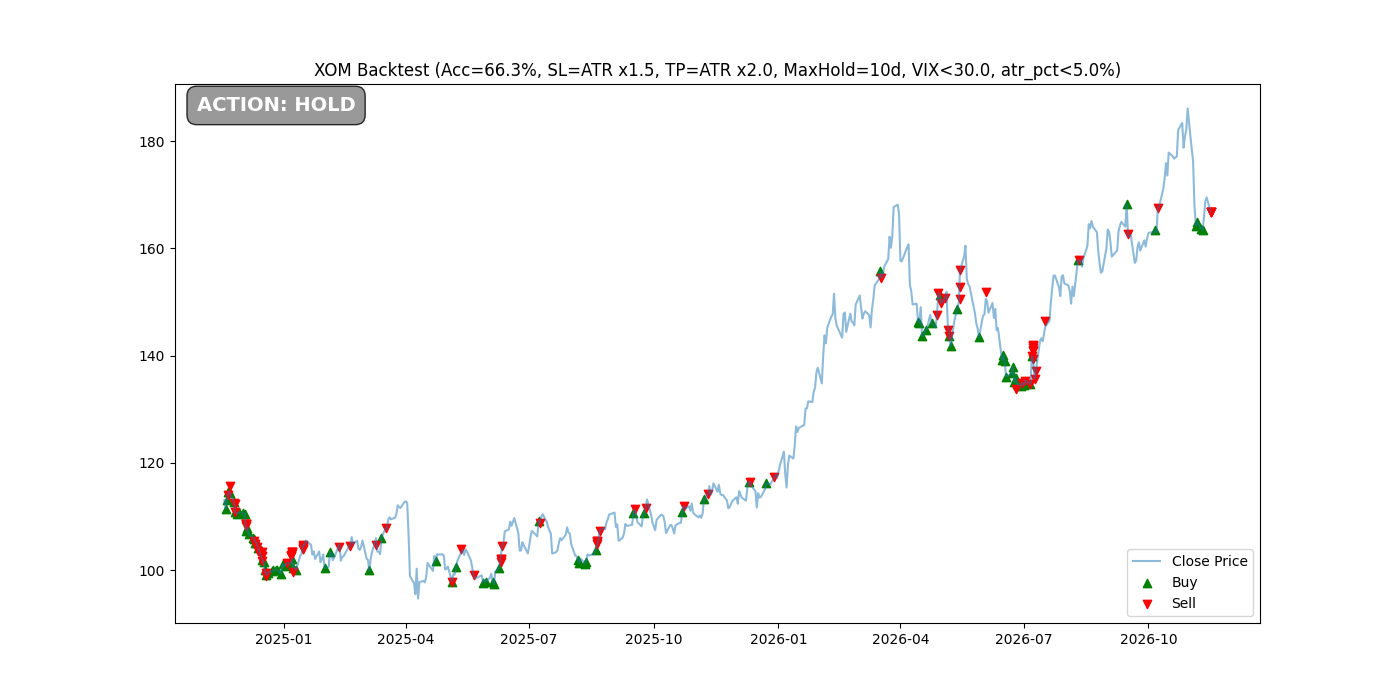 XOM Backtest (Acc=66.3%, SL=ATR x1.5, TP=ATR x2.0, MaxHold=10d, VIX<30.0, atr_pct<5.0%)
ACTION: HOLD
180
160
140
120
100
Close Price
Buy
Sell
2025-01 2025-04 2025-07 2025-10 2026-01 2026-04 2026-07 2026-10